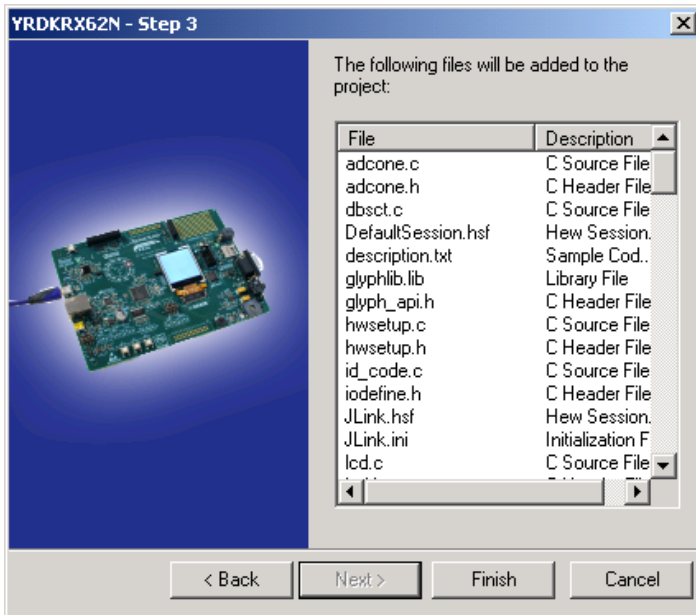 YRDKRX62N - Step 3
The following files will be added to the
project:
File Description
adcone.c C Source File
adcone.h C Header File
dbsct.c C Source File
DefaultSession.hsf Hew Session.
description.txt Sample Cod..
glyphlib.lib Library File
glyph_api.h C Header File
hwsetup.c C Source File
hwsetup.h C Header File
id_code.c C Source File
iodefine.h C Header File
JLink.hsf Hew Session.
JLink.ini Initialization F
lcd.c C Source File
< Back Next > Finish Cancel